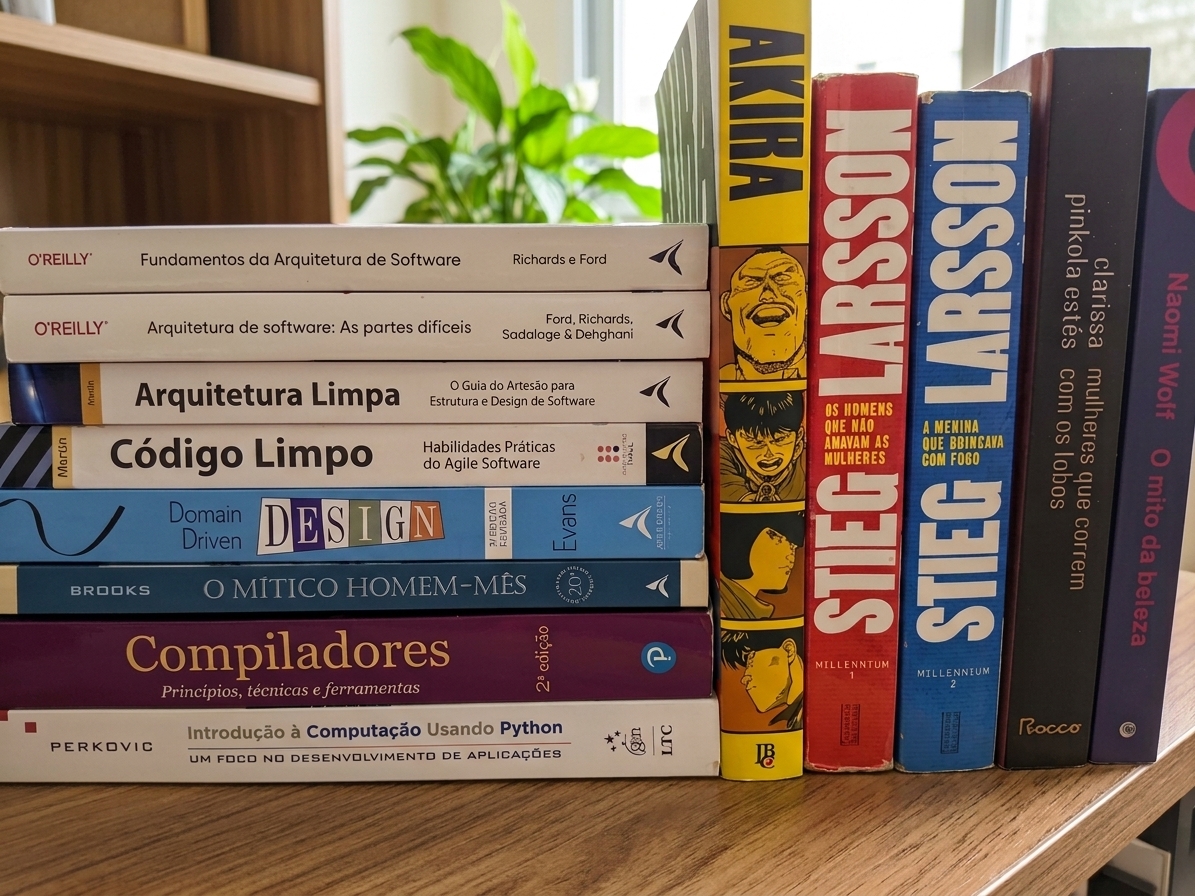 O'REILLY
Fundamentos da Arquitetura de Software
Richards e Ford
O'REILLY
Arquitetura de software: As partes difíceis
Ford, Richards,
Sadalage & Dehghani
Martin
Arquitetura Limpa
O Guia do Artesão para
Estrutura e Design de Software
Martin
Código Limpo
Habilidades Práticas
do Agile Software
Domain
Driven
DESIGN
Evans
BROOKS
O MÍTICO HOMEM-MÊS
Compiladores
Princípios, técnicas e ferramentas
2ª edição
PERKOVIC
Introdução à Computação Usando Python
UM FOCO NO DESENVOLVIMENTO DE APLICAÇÕES
gen
LTC
AKIRA
JBC
STIEG LARSSON
OS HOMENS
QNE NÃO
AMAVAM AS
MULHERES
MILLENNTUM
1
STIEG LARSSON
A MENINA
QUE BBINCAVA
COM FOGO
MILLENNIUM
2
clarissa
pinkola estés
mulheres que correm
com os lobos
Rocco
Naomi Wolf
O mito da beleza